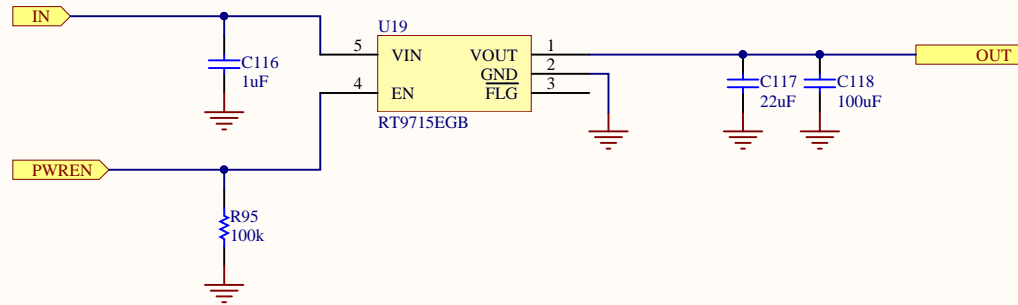 IN
U19
5 VIN VOUT 1
GND 2
4 EN FLG 3
RT9715EGB
C116
1uF
C117
22uF
C118
100uF
OUT
PWREN
R95
100k